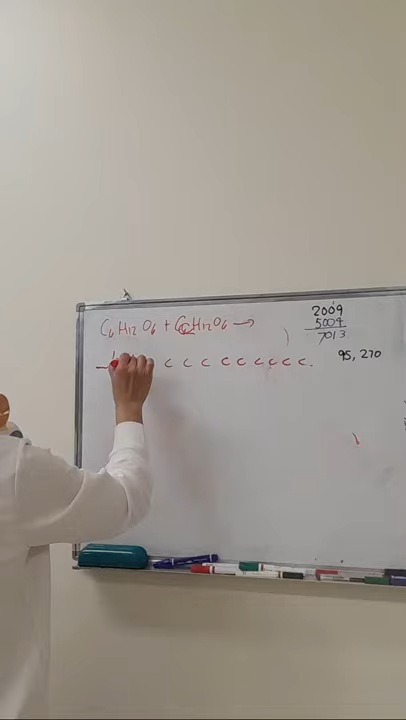 C6H12O6 + C6H12O6 →
C C C C C C C C C
2009
5004
7013
95, 270